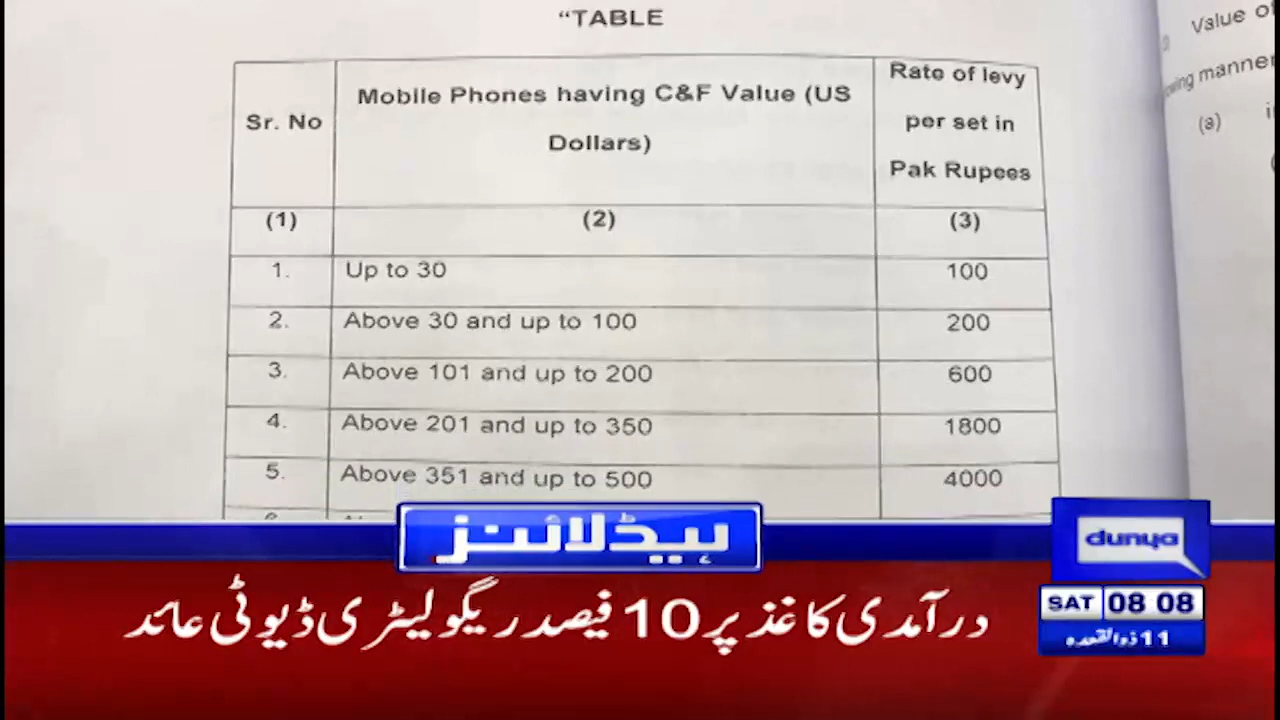 “TABLE
Sr. No
Mobile Phones having C&F Value (US
Dollars)
Rate of levy
per set in
Pak Rupees
(1) (2) (3)
1. Up to 30 100
2. Above 30 and up to 100 200
3. Above 101 and up to 200 600
4. Above 201 and up to 350 1800
5. Above 351 and up to 500 4000
Value of
manner
(a)
ہیڈلائنز
dunya
درآمدی کاغذ پر 10 فیصد ریگولیٹری ڈیوٹی عائد
SAT 08 08
11 ذوالقعدہ